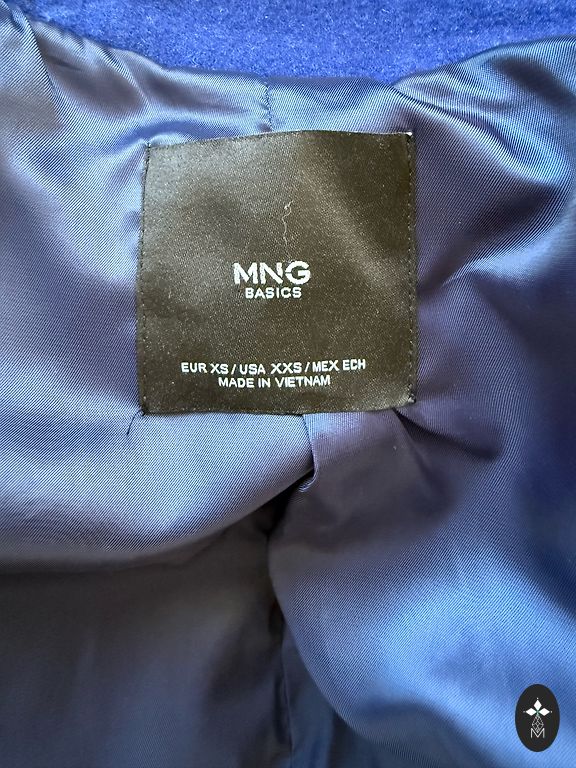 MNG
BASICS
EUR XS / USA XXS / MEX ECH
MADE IN VIETNAM
M